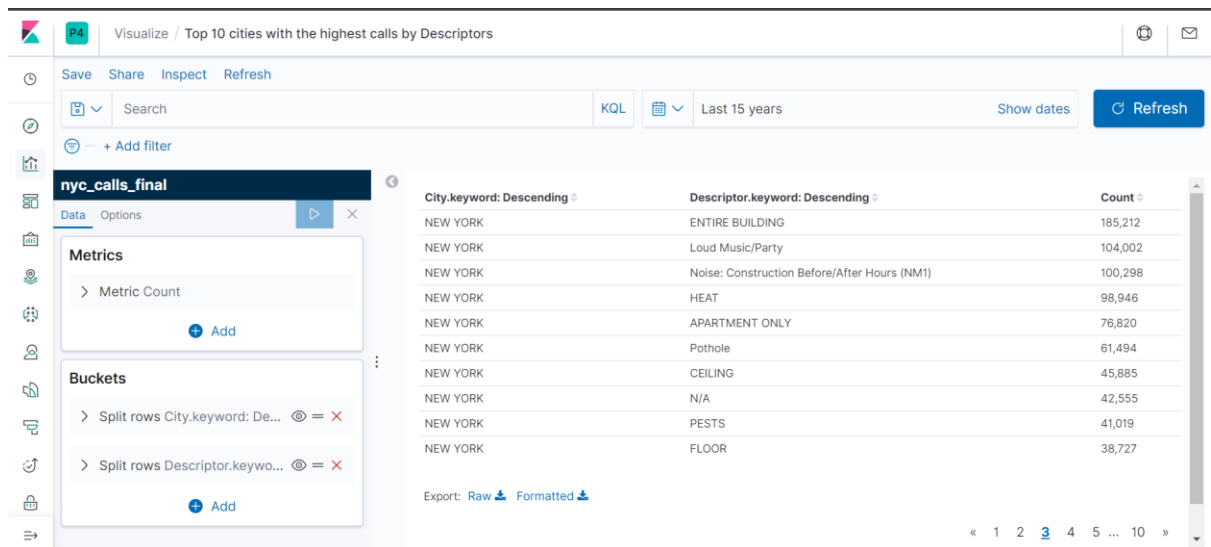 P4 Visualize / Top 10 cities with the highest calls by Descriptors
Save Share Inspect Refresh
Search KQL Last 15 years Show dates Refresh
+ Add filter
nyc_calls_final
Data Options
Metrics
Metric Count
Add
Buckets
Split rows City.keyword: De...
Split rows Descriptor.keywo...
Add
City.keyword: Descending Descriptor.keyword: Descending Count
NEW YORK ENTIRE BUILDING 185,212
NEW YORK Loud Music/Party 104,002
NEW YORK Noise: Construction Before/After Hours (NM1) 100,298
NEW YORK HEAT 98,946
NEW YORK APARTMENT ONLY 76,820
NEW YORK Pothole 61,494
NEW YORK CEILING 45,885
NEW YORK N/A 42,555
NEW YORK PESTS 41,019
NEW YORK FLOOR 38,727
Export: Raw Formatted
« 1 2 3 4 5 ... 10 »